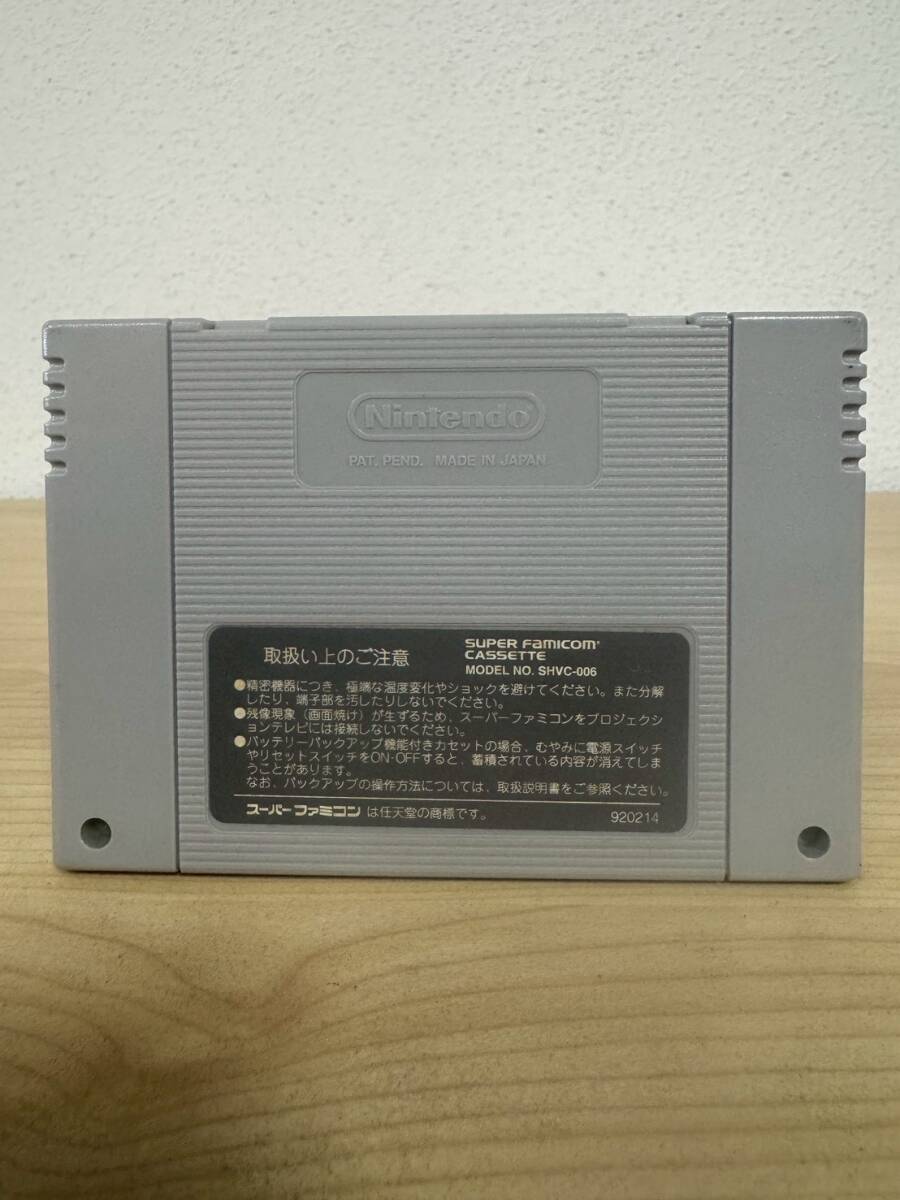 Nintendo
PAT. PEND. MADE IN JAPAN
取扱い上のご注意
SUPER FAMICOM
CASSETTE
MODEL NO. SHVC-006
●精密機器につき、極端な温度変化やショックを避けてください。また分解
したり、端子部を汚したりしないでください。
●残像現象（画面焼け）が生ずるため、スーパーファミコンをプロジェクシ
ョンテレビには接続しないでください。
●バッテリーバックアップ機能付きカセットの場合、むやみに電源スイッチ
やリセットスイッチをON·OFFすると、蓄積されている内容が消えてしま
うことがあります。
なお、バックアップの操作方法については、取扱説明書をご参照ください。
スーパーファミコン は任天堂の商標です。
920214